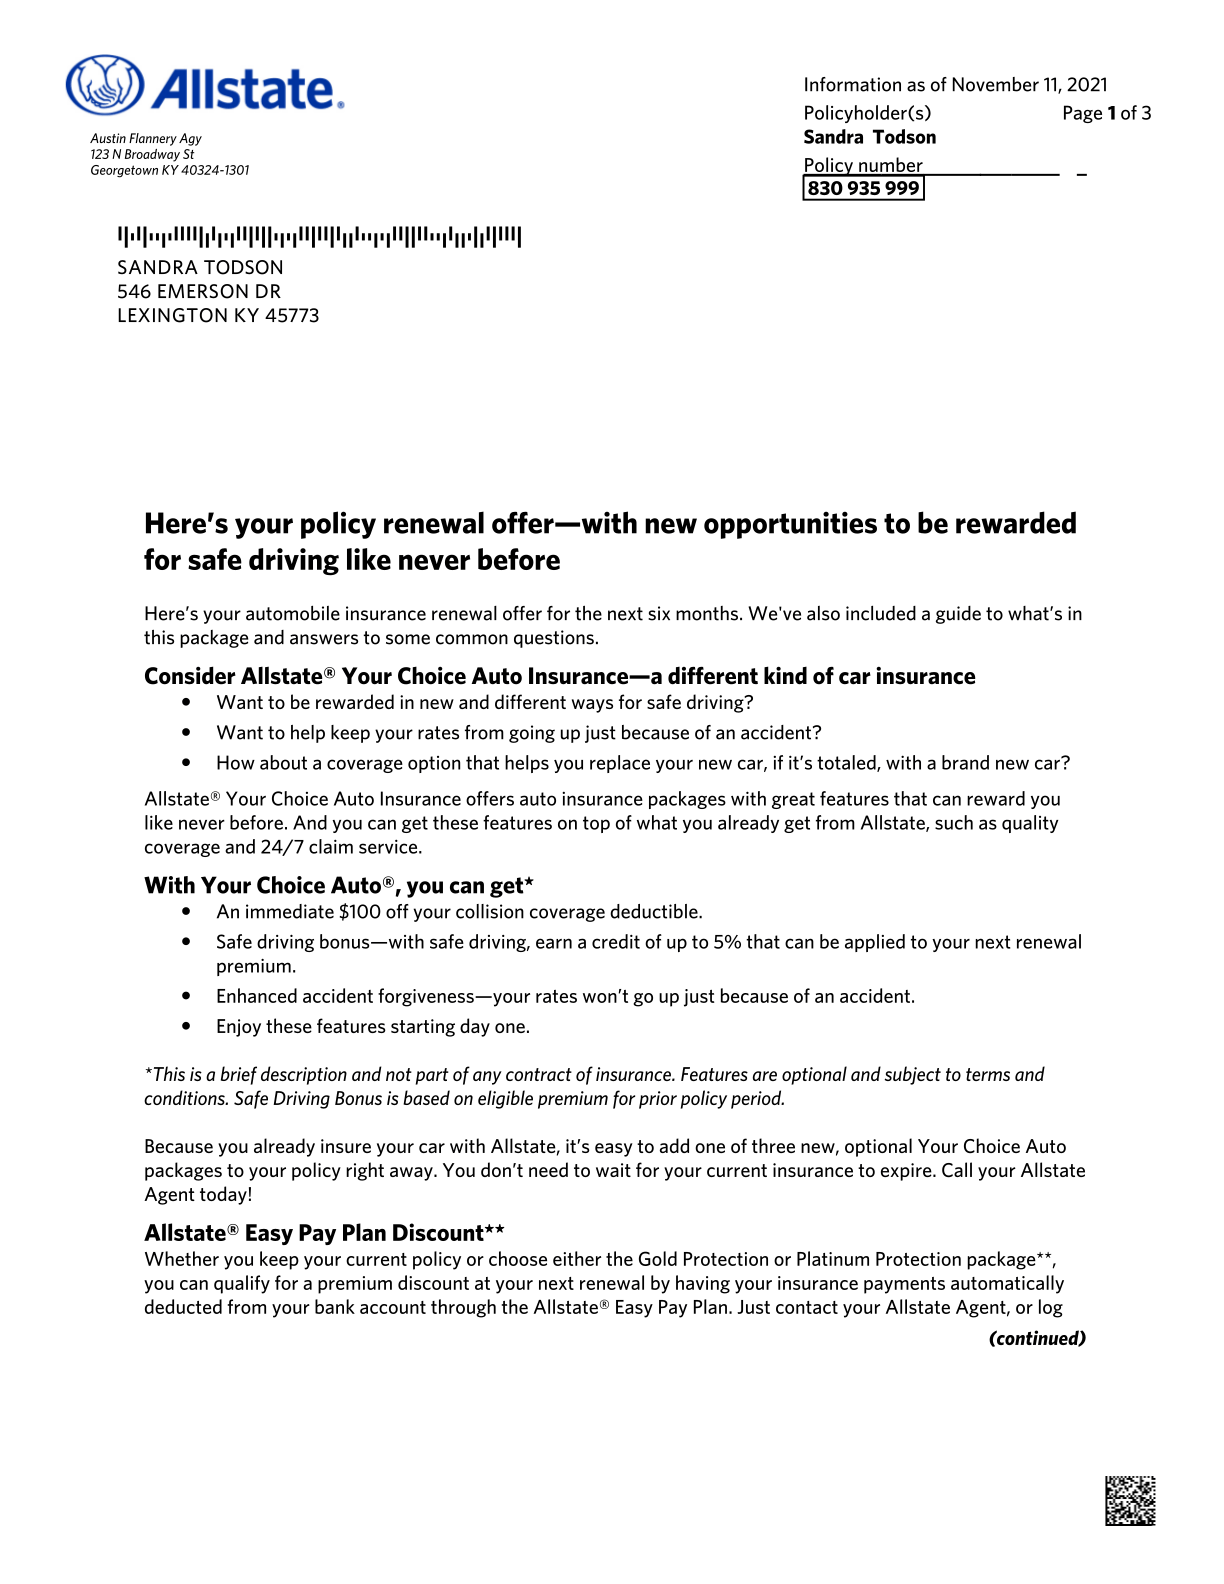 Allstate®
Austin Flannery Agy
123 N Broadway St
Georgetown KY 40324-1301
Information as of November 11, 2021
Policyholder(s) Page 1 of 3
Sandra Todson
Policy number
830 935 999
SANDRA TODSON
546 EMERSON DR
LEXINGTON KY 45773
Here’s your policy renewal offer—with new opportunities to be rewarded
for safe driving like never before
Here’s your automobile insurance renewal offer for the next six months. We've also included a guide to what’s in
this package and answers to some common questions.
Consider Allstate® Your Choice Auto Insurance—a different kind of car insurance
• Want to be rewarded in new and different ways for safe driving?
• Want to help keep your rates from going up just because of an accident?
• How about a coverage option that helps you replace your new car, if it’s totaled, with a brand new car?
Allstate® Your Choice Auto Insurance offers auto insurance packages with great features that can reward you
like never before. And you can get these features on top of what you already get from Allstate, such as quality
coverage and 24/7 claim service.
With Your Choice Auto®, you can get*
• An immediate $100 off your collision coverage deductible.
• Safe driving bonus—with safe driving, earn a credit of up to 5% that can be applied to your next renewal
premium.
• Enhanced accident forgiveness—your rates won’t go up just because of an accident.
• Enjoy these features starting day one.
*This is a brief description and not part of any contract of insurance. Features are optional and subject to terms and
conditions. Safe Driving Bonus is based on eligible premium for prior policy period.
Because you already insure your car with Allstate, it’s easy to add one of three new, optional Your Choice Auto
packages to your policy right away. You don’t need to wait for your current insurance to expire. Call your Allstate
Agent today!
Allstate® Easy Pay Plan Discount**
Whether you keep your current policy or choose either the Gold Protection or Platinum Protection package**,
you can qualify for a premium discount at your next renewal by having your insurance payments automatically
deducted from your bank account through the Allstate® Easy Pay Plan. Just contact your Allstate Agent, or log
(continued)